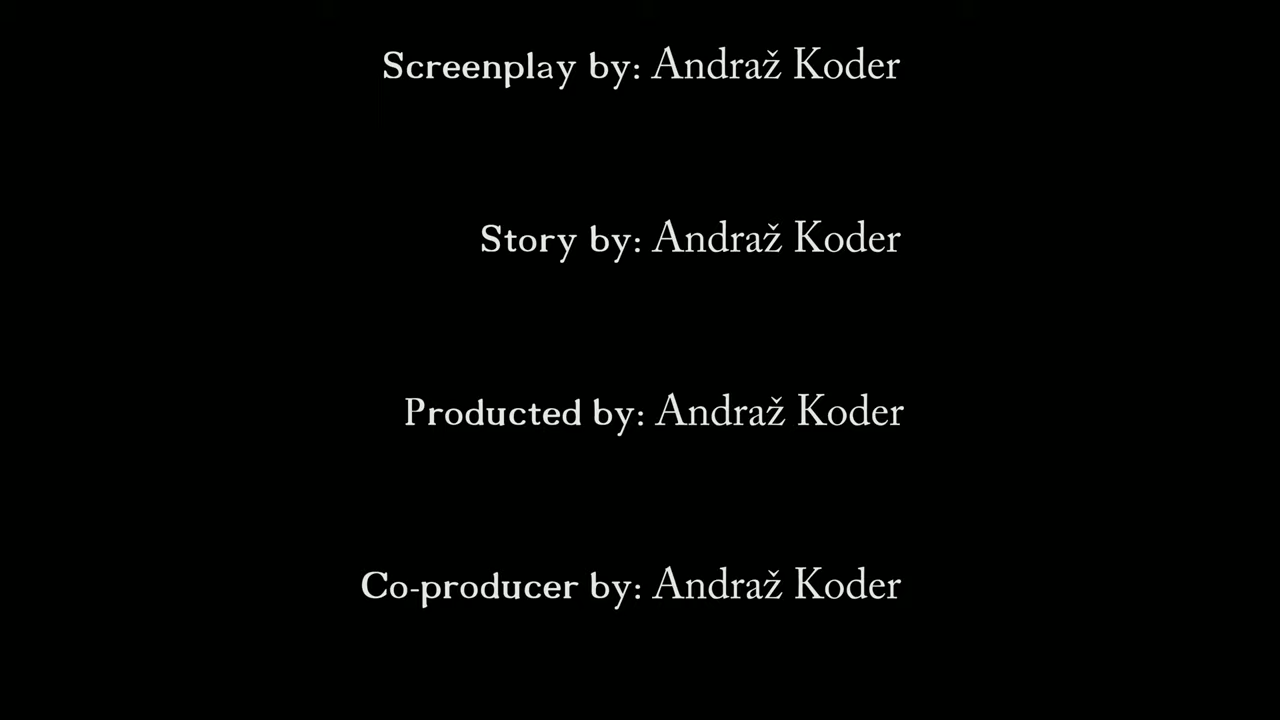 Screenplay by: Andraž Koder
Story by: Andraž Koder
Producted by: Andraž Koder
Co-producer by: Andraž Koder